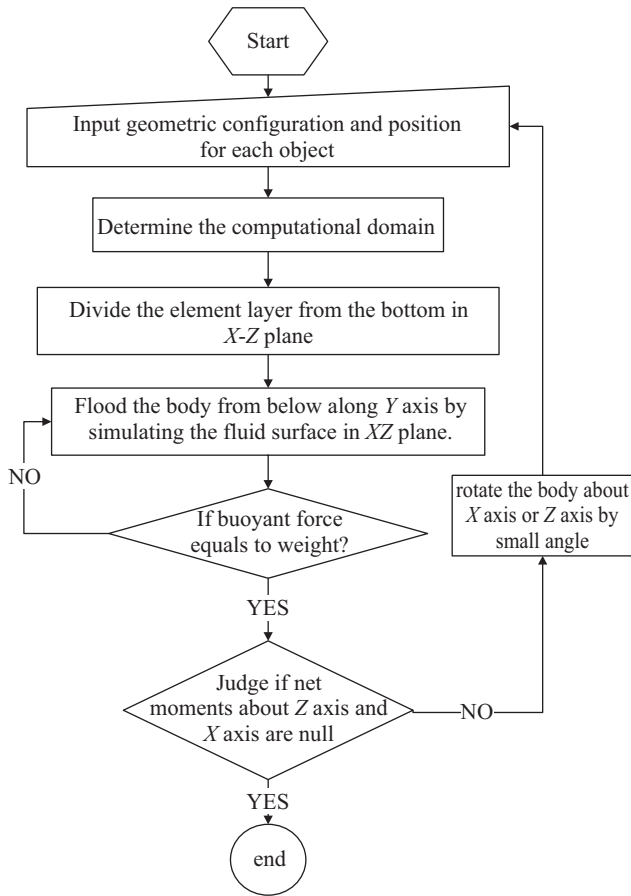 Start
Input geometric configuration and position
for each object
Determine the computational domain
Divide the element layer from the bottom in
X-Z plane
Flood the body from below along Y axis by
simulating the fluid surface in XZ plane.
NO
If buoyant force
equals to weight?
rotate the body about
X axis or Z axis by
small angle
YES
Judge if net
moments about Z axis and
X axis are null
NO
YES
end